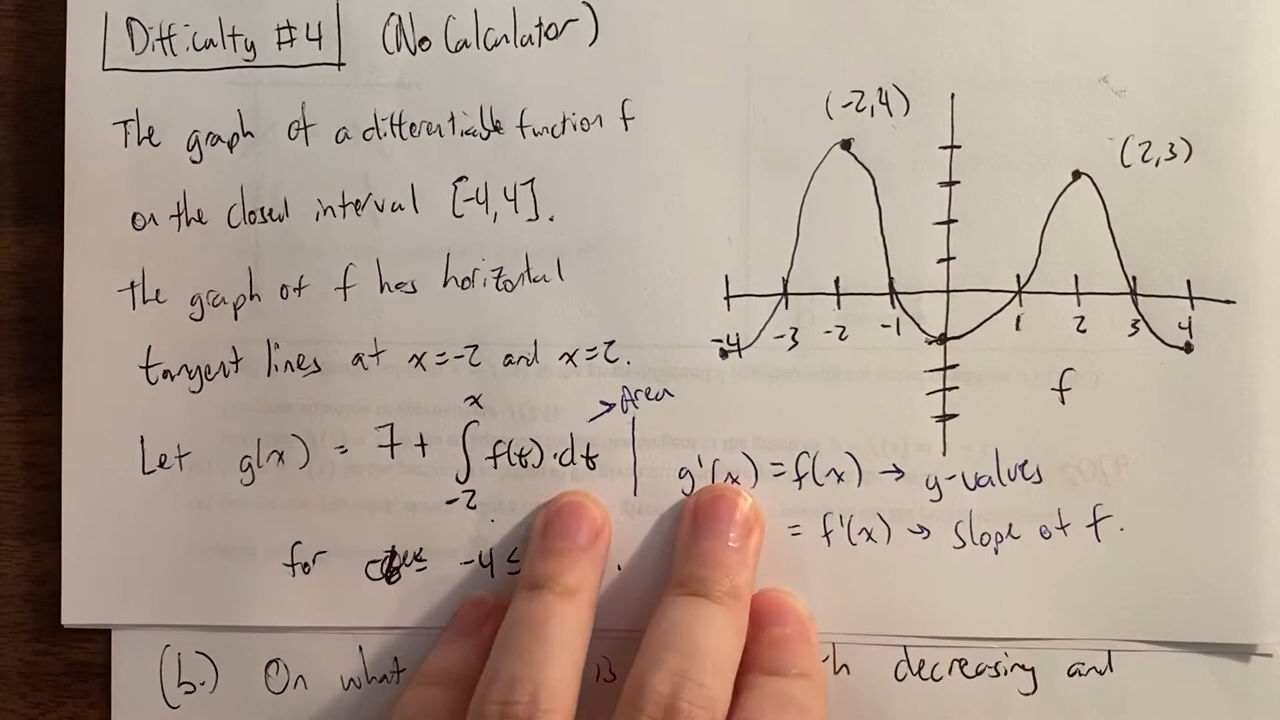 Difficulty #4 (No Calculator)
The graph of a differentiable function f
on the closed interval [-4,4].
the graph of f has horizontal
tangent lines at x=-2 and x=2.
Let g(x) = 7 + ∫_{-2}^{x} f(t)·dt
for -4 ≤ .
→ Area
g'(x) = f(x) → y-values
= f'(x) → slope of f.
(-2,4)
(2,3)
-4 -3 -2 -1 1 2 3 4
f
(b.) On what is decreasing and